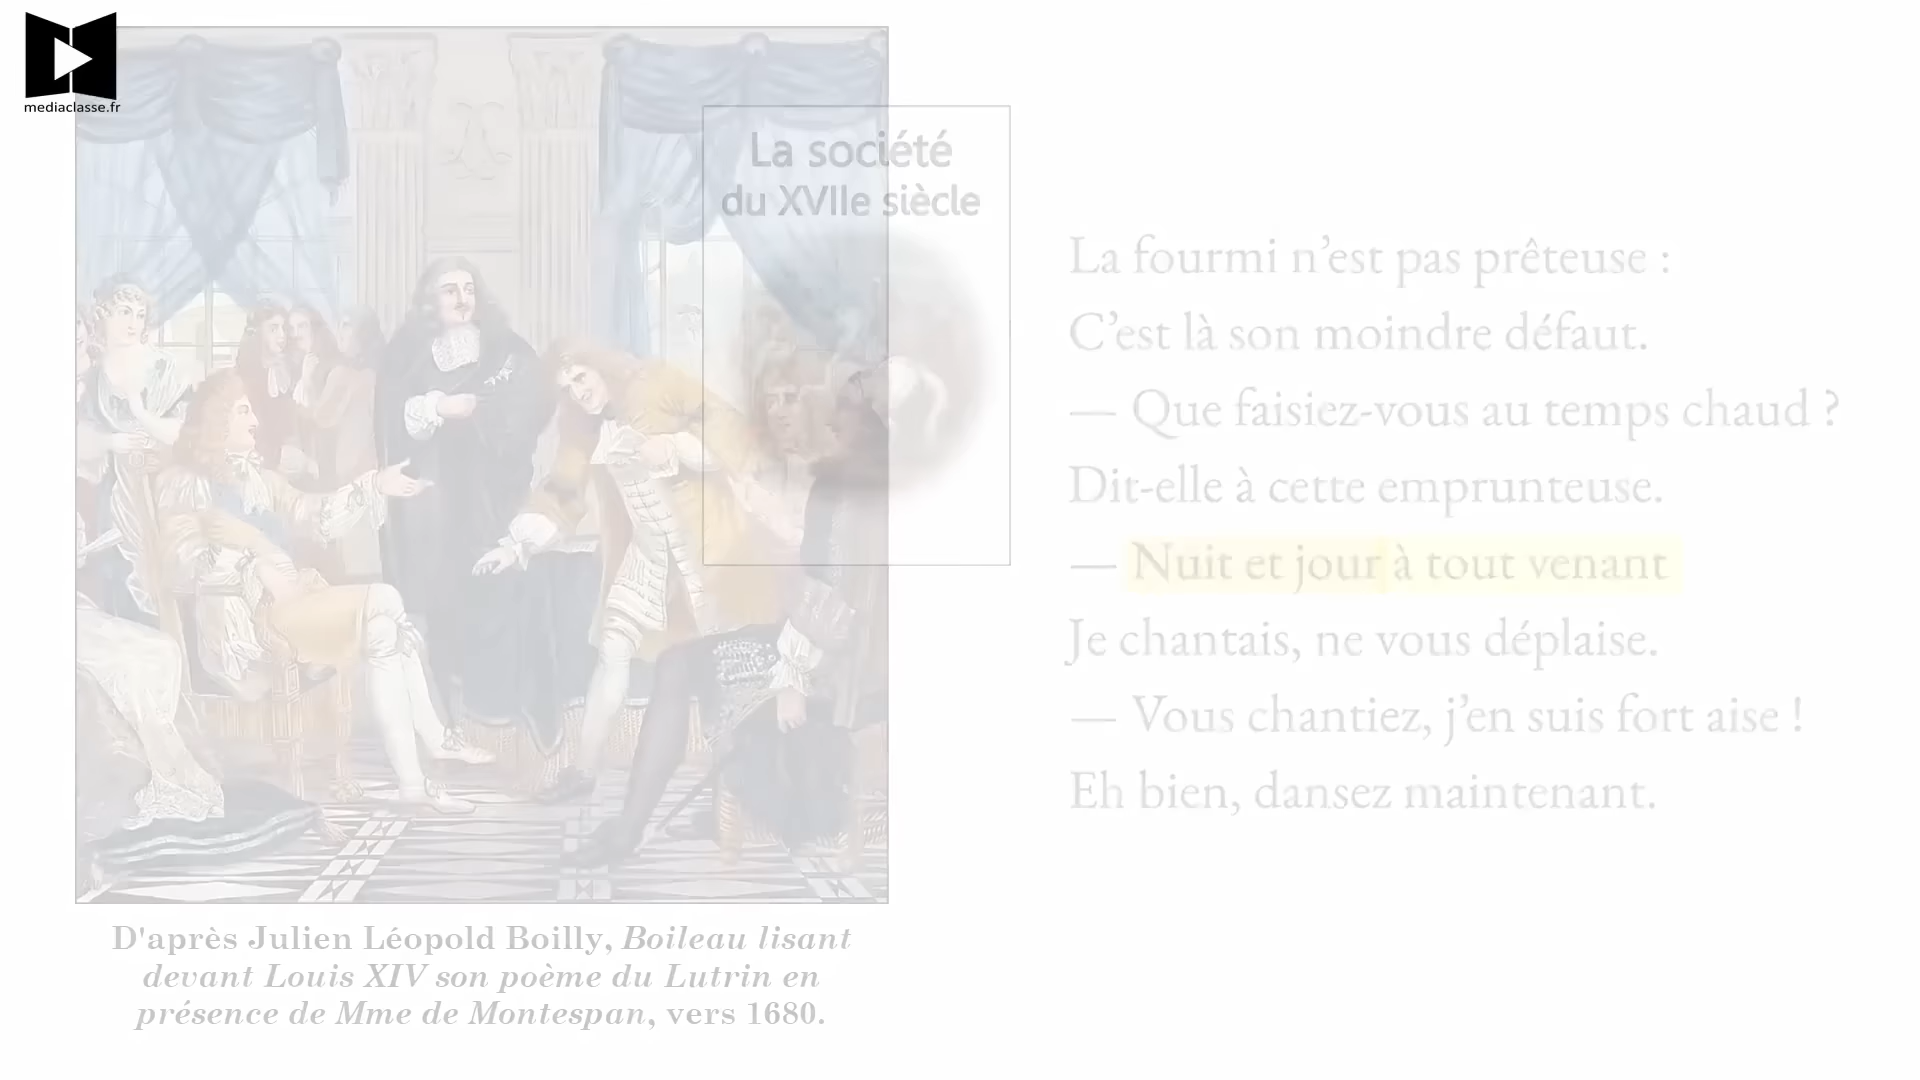 mediaclasse.fr
La société
du XVIIe siècle
La fourmi n’est pas prêteuse :
C’est là son moindre défaut.
— Que faisiez-vous au temps chaud ?
Dit-elle à cette emprunteuse.
— Nuit et jour à tout venant
Je chantais, ne vous déplaise.
— Vous chantiez, j’en suis fort aise !
Eh bien, dansez maintenant.
D'après Julien Léopold Boilly, Boileau lisant
devant Louis XIV son poème du Lutrin en
présence de Mme de Montespan, vers 1680.